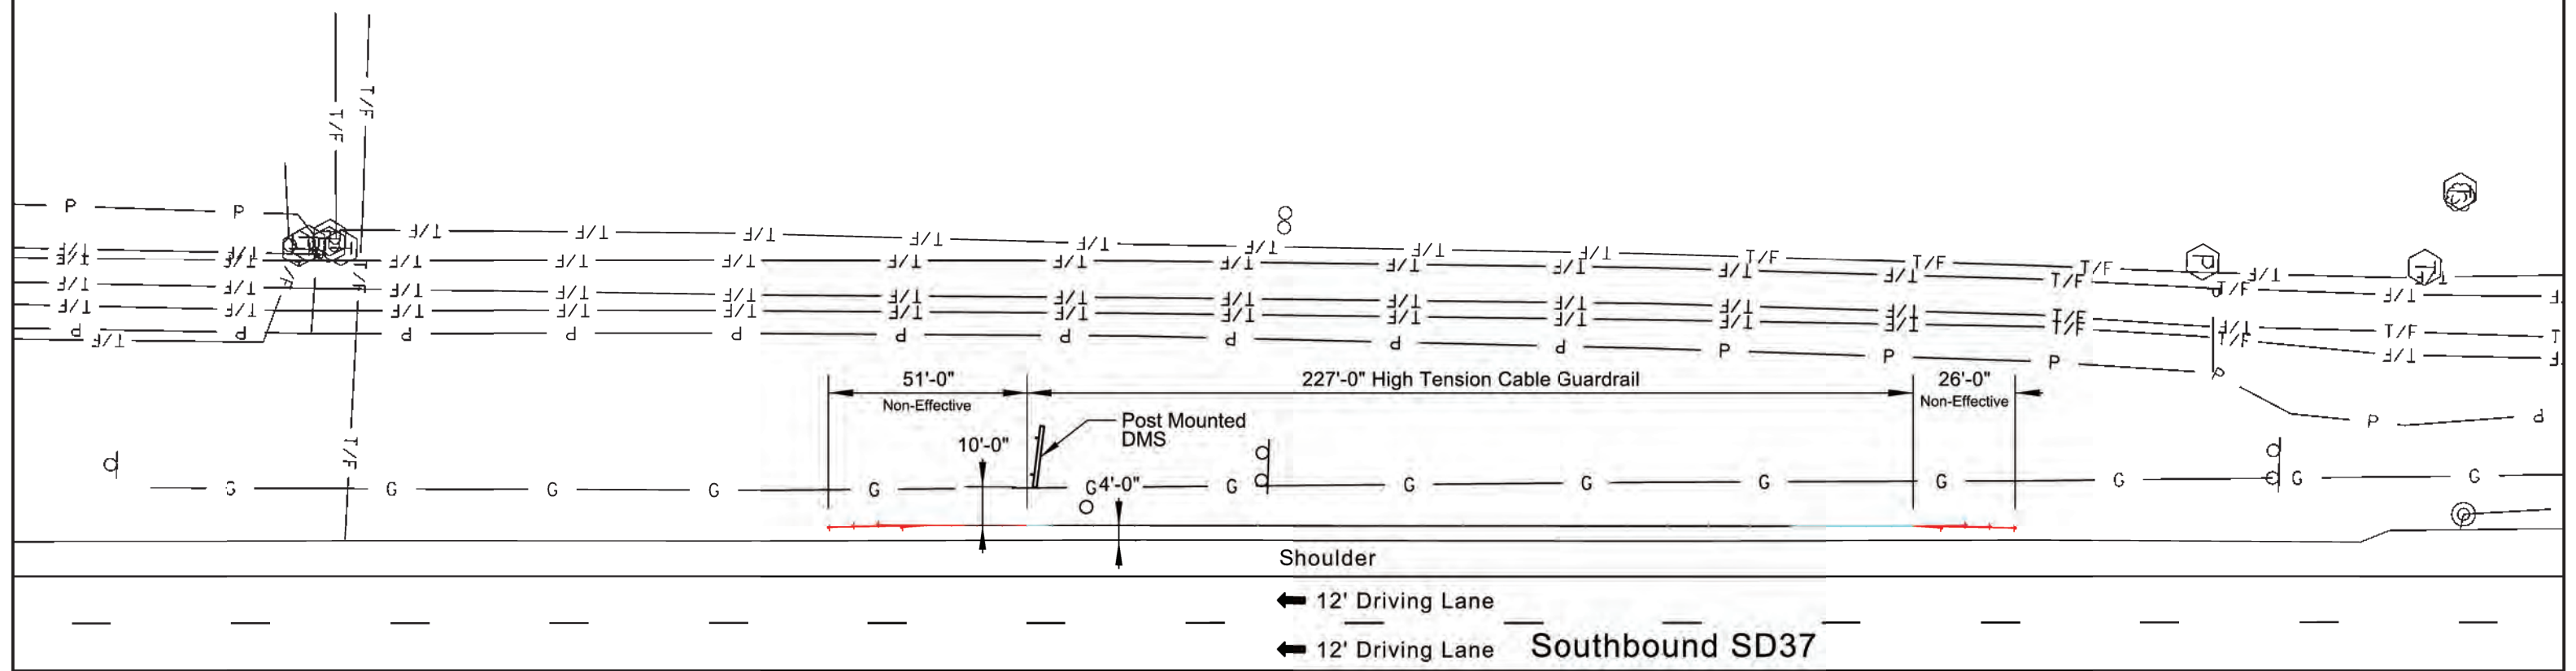 T/F T/F
P P
T/F T/F T/F T/F T/F T/F T/F T/F T/F T/F T/F T/F
T/F T/F T/F T/F T/F T/F T/F T/F T/F T/F T/F T/F T/F T/F T/F
T/F T/F T/F T/F T/F T/F T/F T/F T/F T/F T/F T/F T/F T/F
T/F T/F T/F T/F T/F T/F T/F T/F T/F T/F T/F T/F T/F T/F
P P P P P P P P P P P P P P P P
T/F
51'-0"
Non-Effective
227'-0" High Tension Cable Guardrail
26'-0"
Non-Effective
Post Mounted
DMS
10'-0"
T/F
4'-0"
G G G G G G G G G G G G G G
Shoulder
12' Driving Lane
12' Driving Lane
Southbound SD37